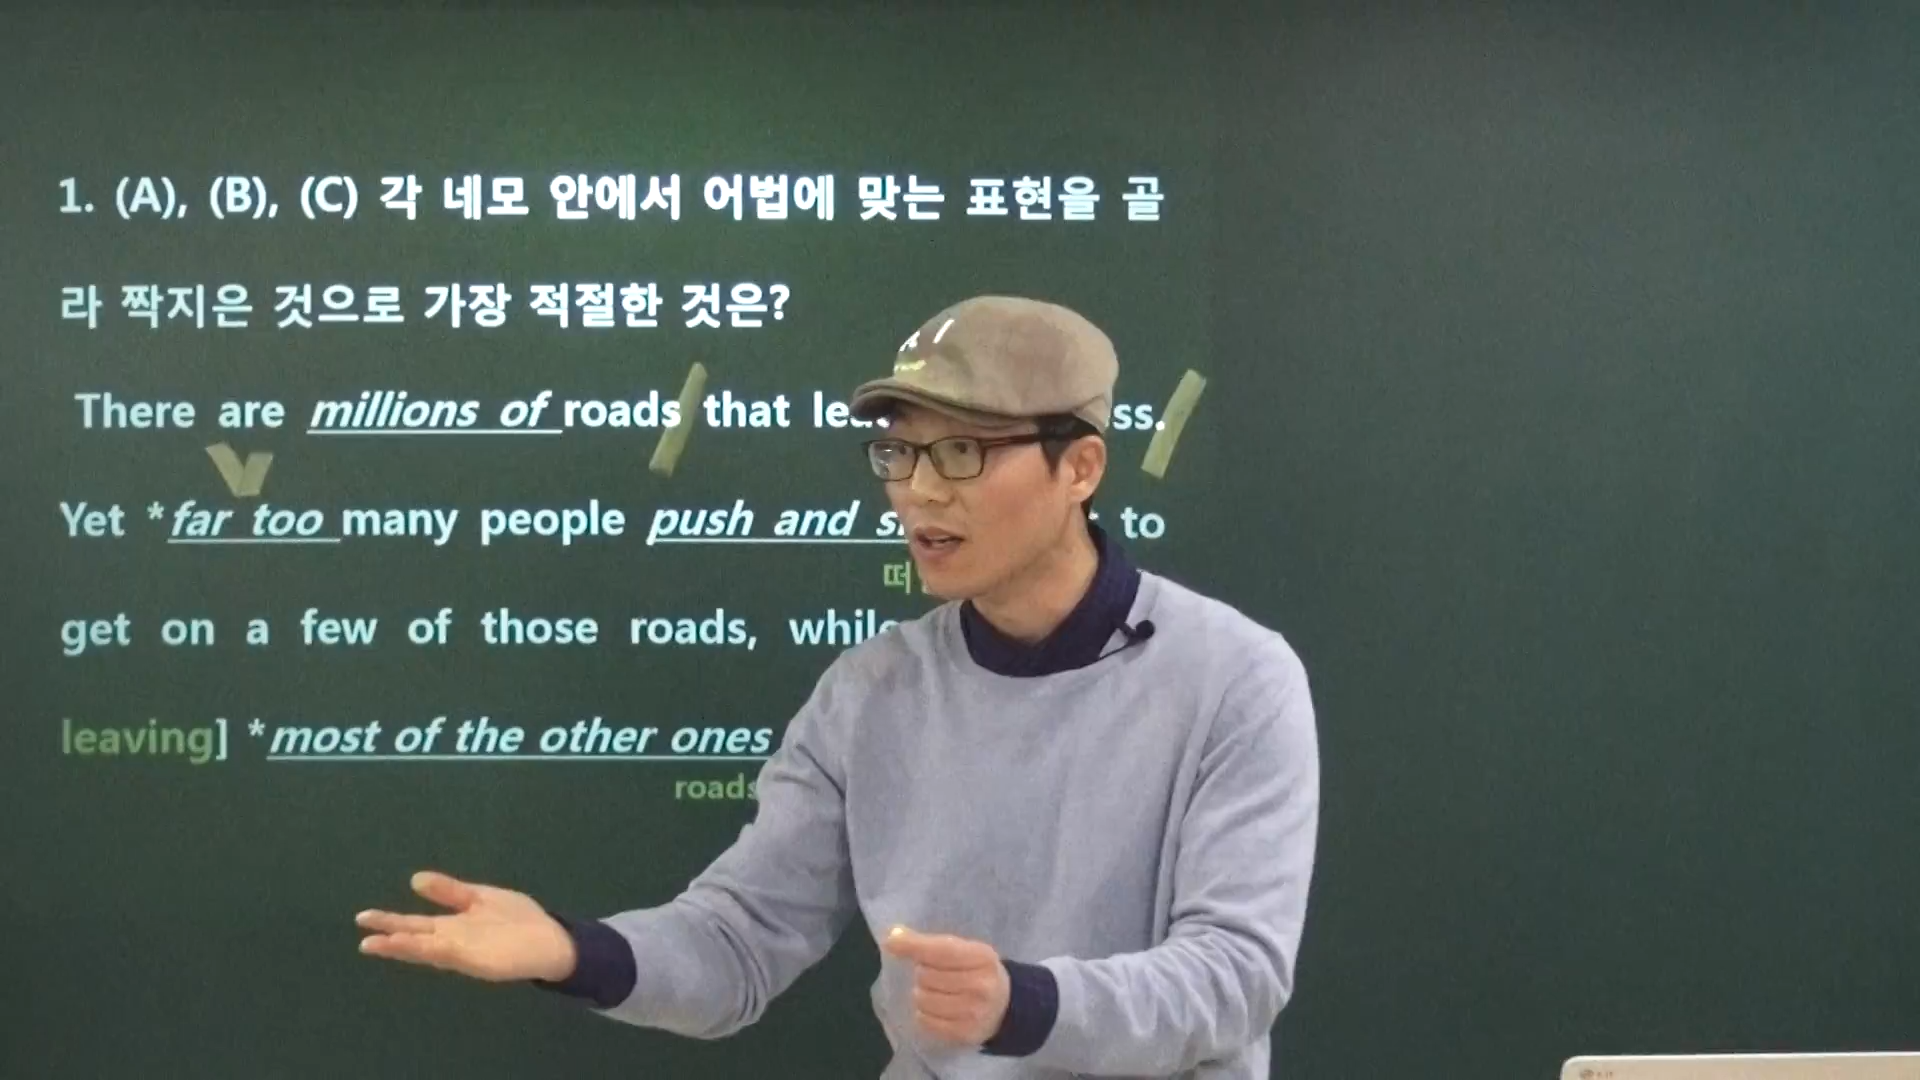 1. (A), (B), (C) 각 네모 안에서 어법에 맞는 표현을 골
라 짝지은 것으로 가장 적절한 것은?
There are millions of roads that
Yet *far too many people push and to
get on a few of those roads,
leaving] *most of the other ones
roads